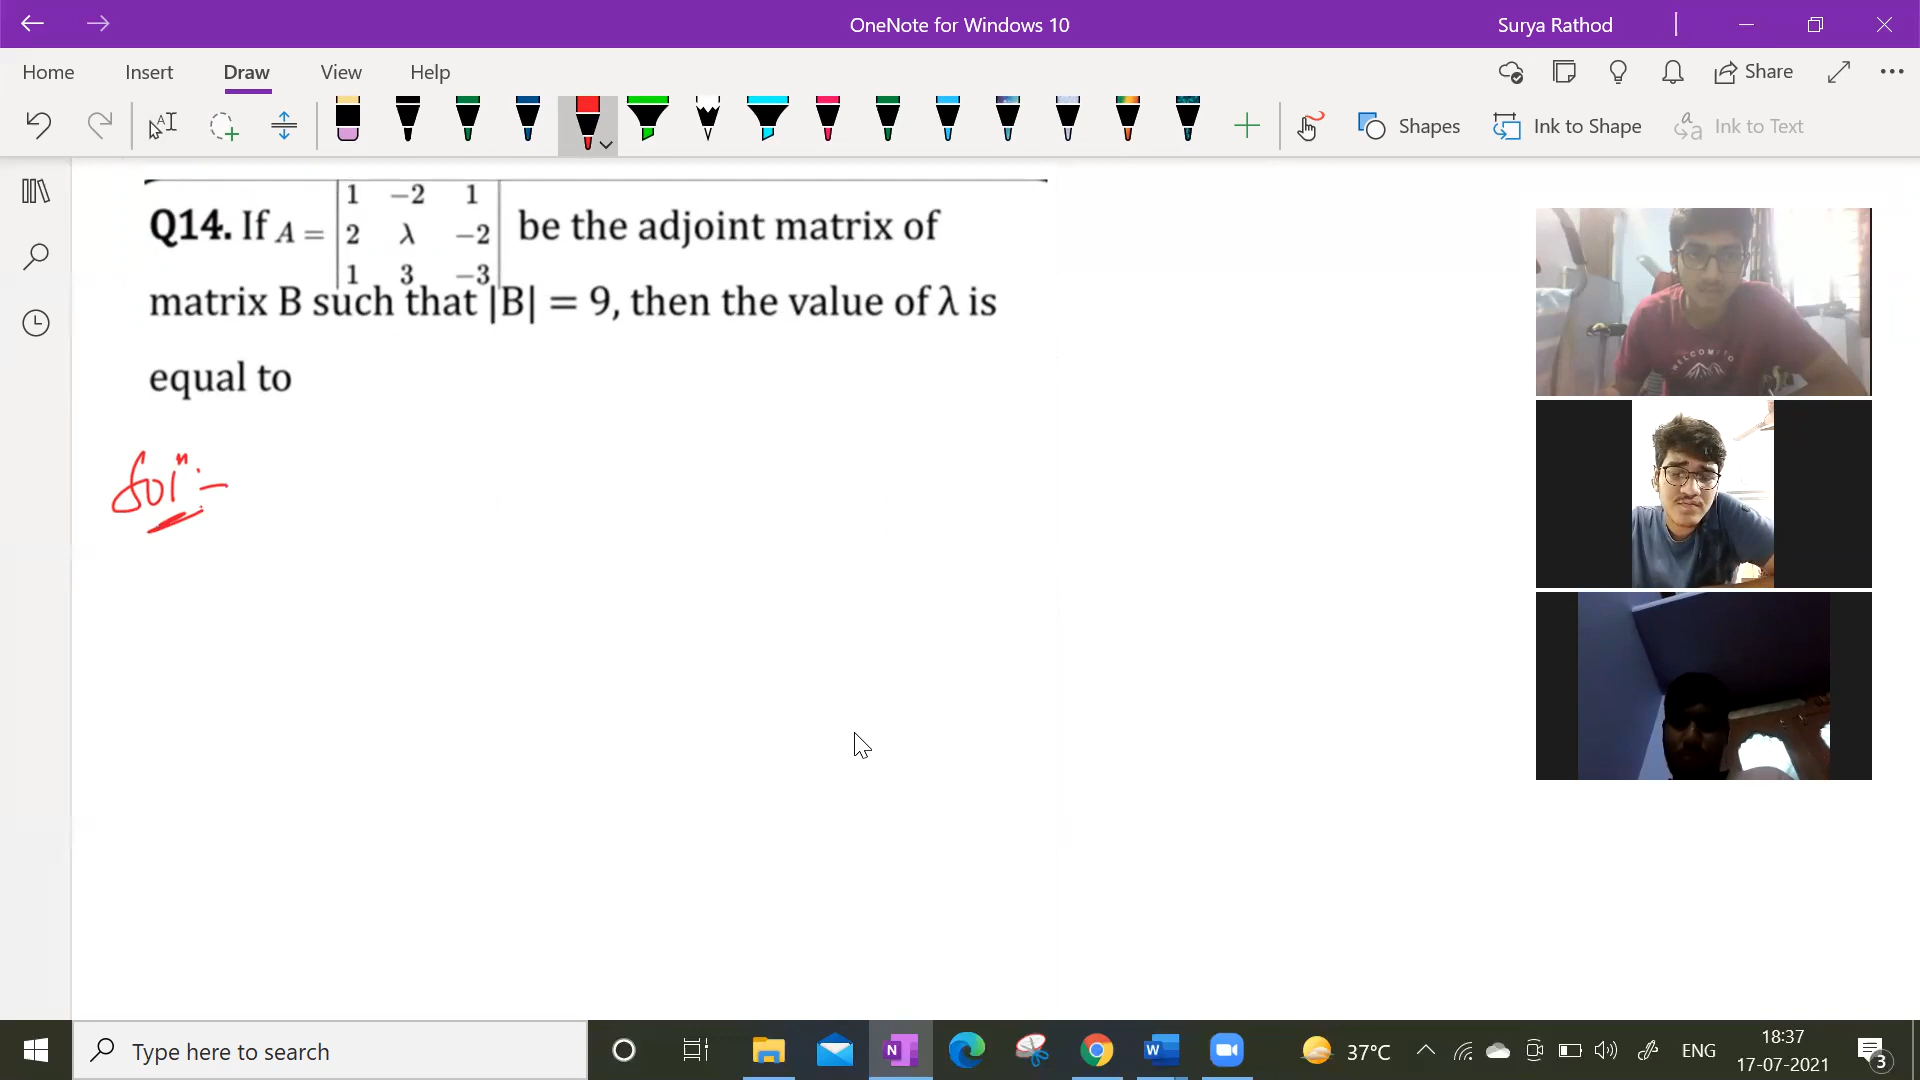 OneNote for Windows 10
Surya Rathod
Home Insert Draw View Help
Share
Shapes
Ink to Shape
Ink to Text
Q14. If A = | 1 −2 1 | be the adjoint matrix of
| 2 λ −2 |
| 1 3 −3 |
matrix B such that |B| = 9, then the value of λ is
equal to
Solⁿ:-
WELCOME TO
Type here to search
37°C
ENG
18:37
17-07-2021
3